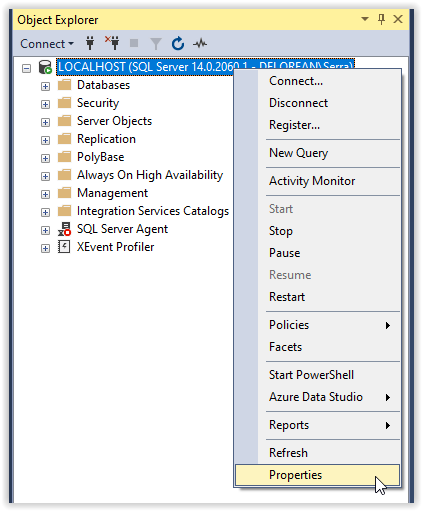 Object Explorer
Connect
LOCALHOST (SQL Server 14.0.2060.1 - DELOREAN\Serra)
Databases
Security
Server Objects
Replication
PolyBase
Always On High Availability
Management
Integration Services Catalogs
SQL Server Agent
XEvent Profiler
Connect...
Disconnect
Register...
New Query
Activity Monitor
Start
Stop
Pause
Resume
Restart
Policies
Facets
Start PowerShell
Azure Data Studio
Reports
Refresh
Properties